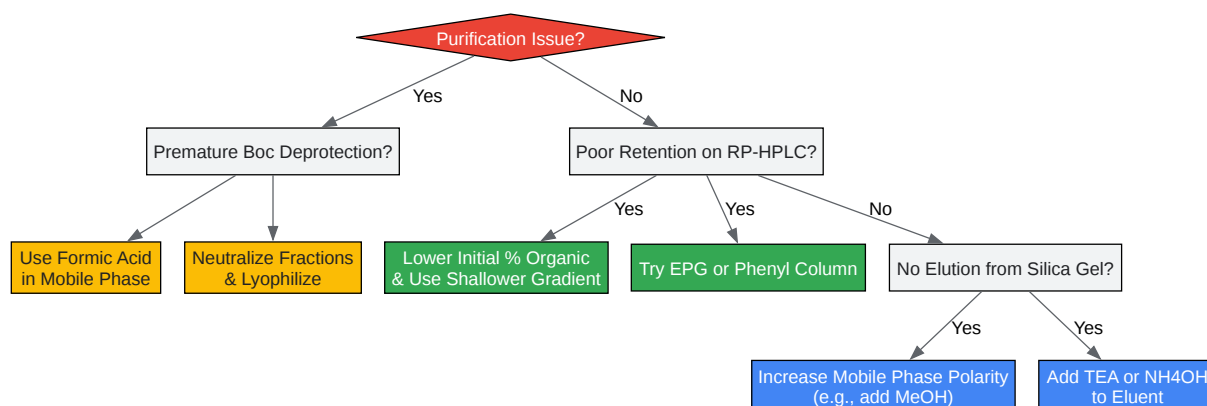 Purification Issue?
Yes
No
Premature Boc Deprotection?
Poor Retention on RP-HPLC?
Yes
Yes
No
Use Formic Acid
in Mobile Phase
Neutralize Fractions
& Lyophilize
Lower Initial % Organic
& Use Shallower Gradient
Try EPG or Phenyl Column
No Elution from Silica Gel?
Yes
Yes
Increase Mobile Phase Polarity
(e.g., add MeOH)
Add TEA or NH4OH
to Eluent